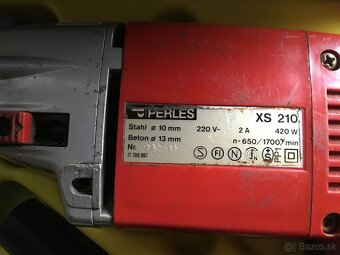 PERLES
XS 210
Stahl ø 10 mm 220 V~ 2 A 420 W
Beton ø 13 mm n·650/1700/min
Nr.
17 700 867
S FI N D
Bazos.sk